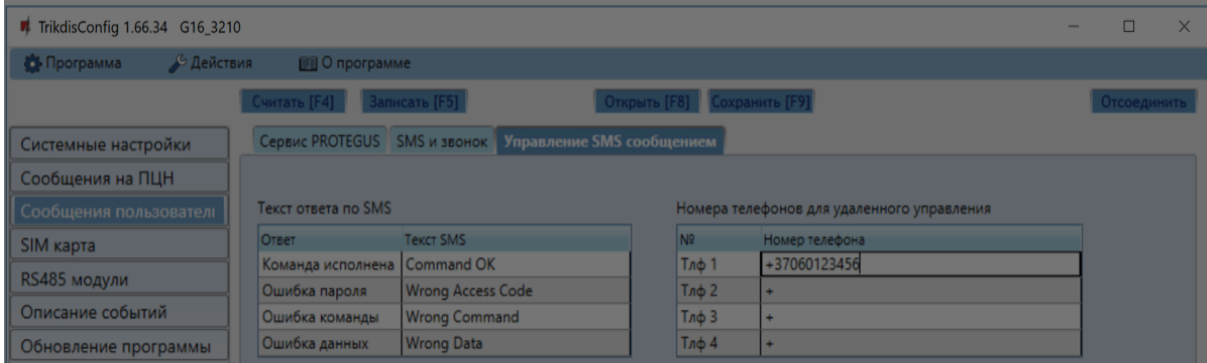 TrikdisConfig 1.66.34 G16_3210
Программа Действия О программе
Считать [F4] Записать [F5] Открыть [F8] Сохранить [F9] Отсоединить
Системные настройки
Сообщения на ПЦН
Сообщения пользовател
SIM карта
RS485 модули
Описание событий
Обновление программы
Сервис PROTEGUS SMS и звонок Управление SMS сообщением
Текст ответа по SMS
Ответ Текст SMS
Команда исполнена Command OK
Ошибка пароля Wrong Access Code
Ошибка команды Wrong Command
Ошибка данных Wrong Data
Номера телефонов для удаленного управления
№ Номер телефона
Тлф 1 +37060123456
Тлф 2 +
Тлф 3 +
Тлф 4 +